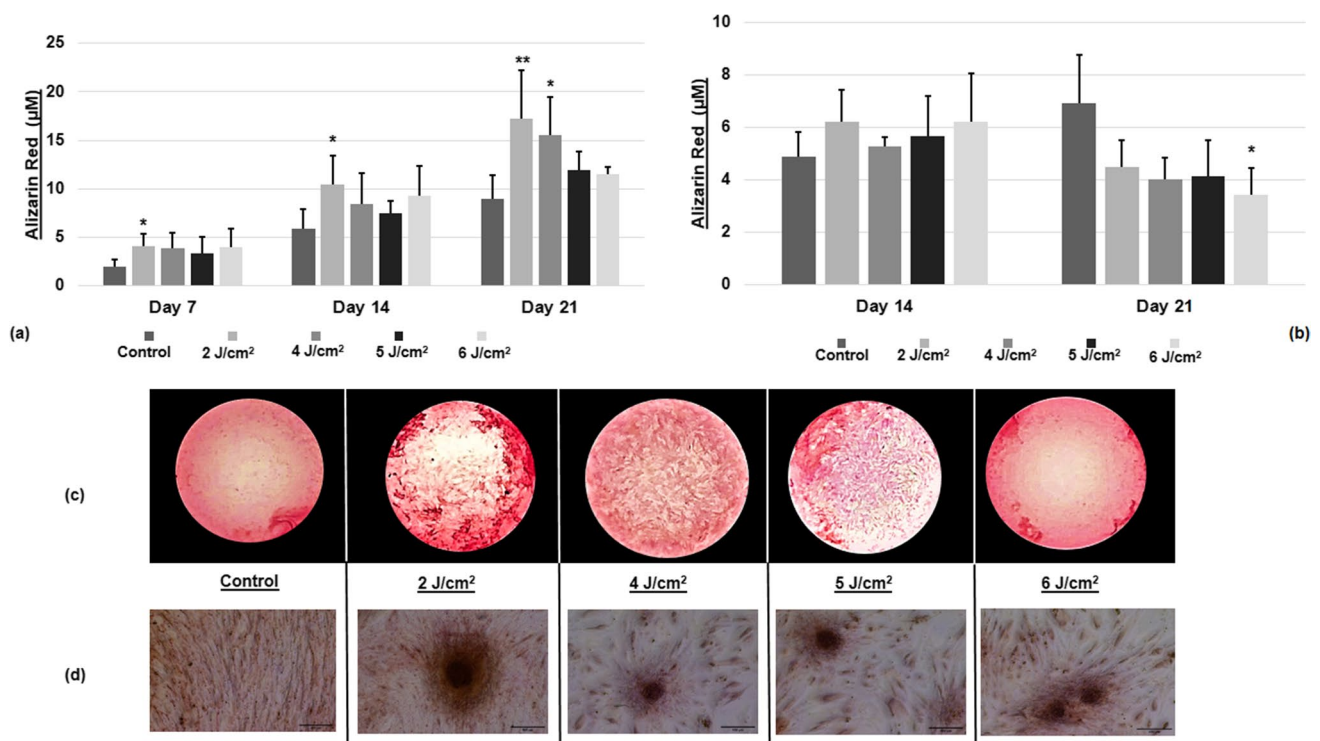 25
20
15
10
5
0
Alizarin Red (µM)
*
*
**
*
Day 7 Day 14 Day 21
(a)
Control 2 J/cm² 4 J/cm² 5 J/cm² 6 J/cm²
10
8
6
4
2
0
Alizarin Red (µM)
*
Day 14 Day 21
(b)
Control 2 J/cm² 4 J/cm² 5 J/cm² 6 J/cm²
(c)
Control 2 J/cm² 4 J/cm² 5 J/cm² 6 J/cm²
(d)